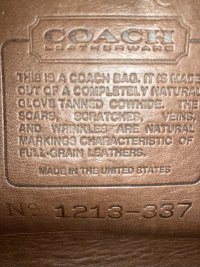 COACH
LEATHERWARE
THIS IS A COACH BAG. IT IS MADE
OUT OF A COMPLETELY NATURAL
GLOVE TANNED COWHIDE. THE
SCARS, SCRATCHES, VEINS,
AND WRINKLES ARE NATURAL
MARKINGS CHARACTERISTIC OF
FULL-GRAIN LEATHERS.
MADE IN THE UNITED STATES
No 1213-337